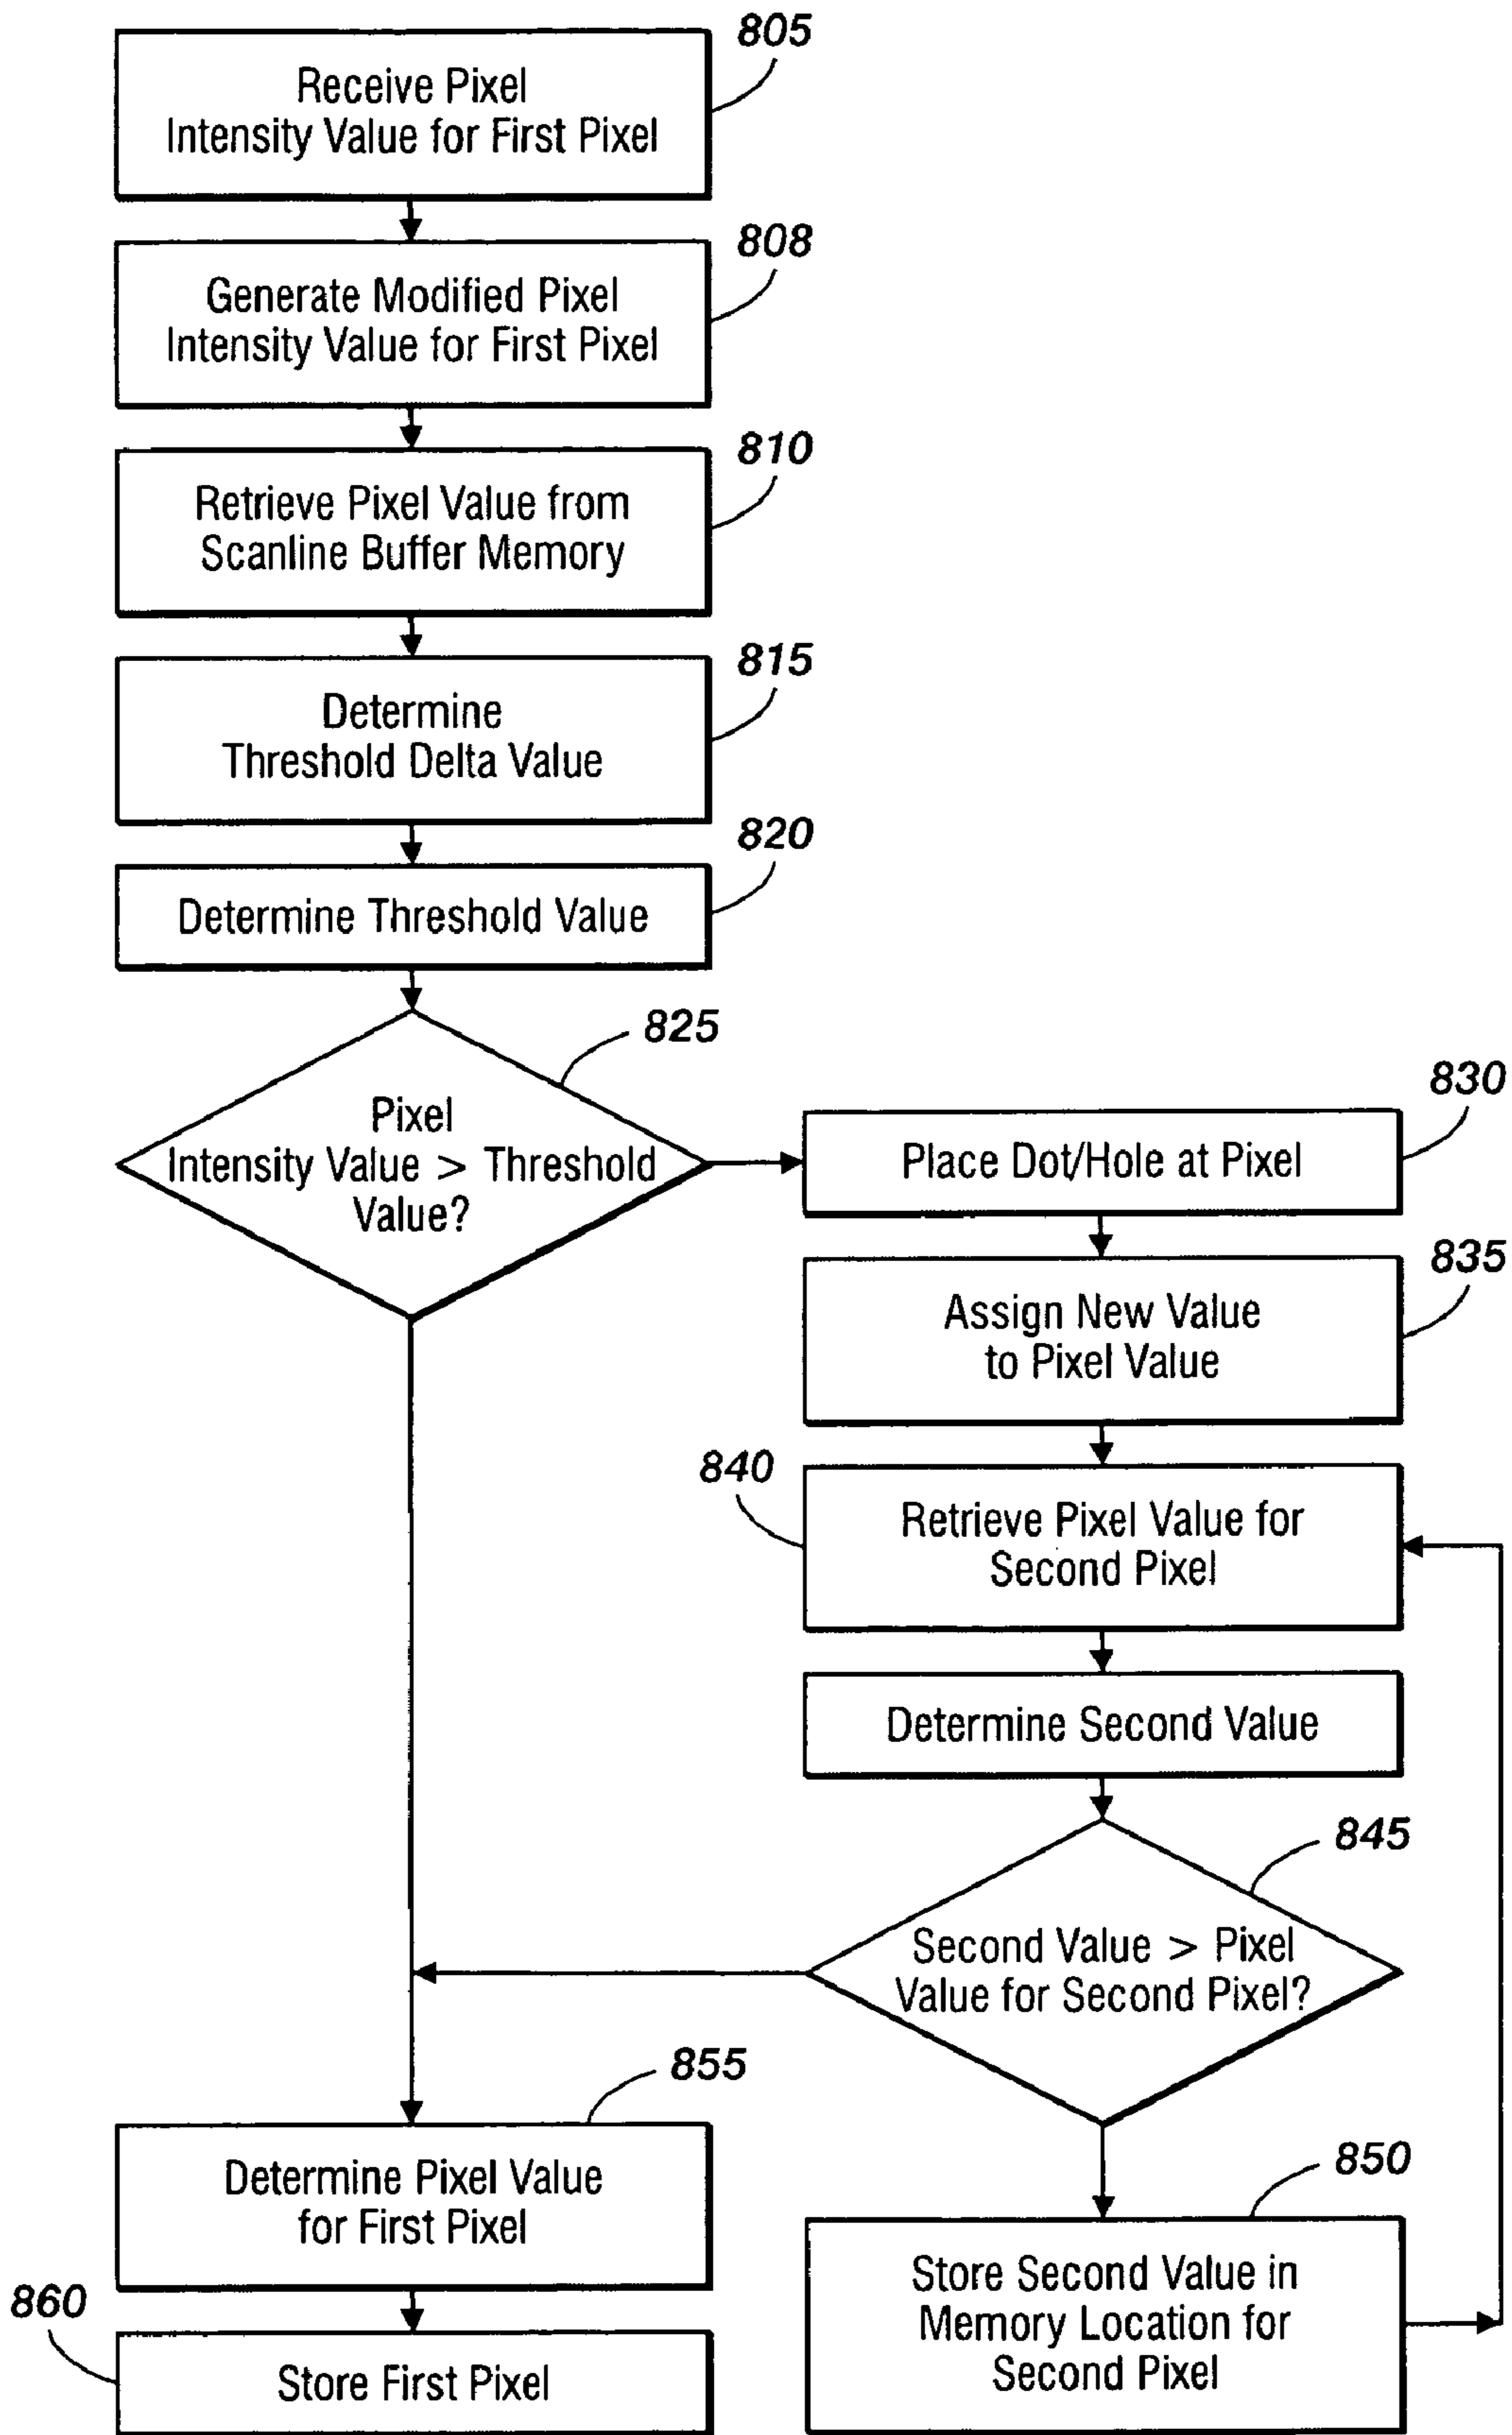 805
Receive Pixel
Intensity Value for First Pixel
808
Generate Modified Pixel
Intensity Value for First Pixel
810
Retrieve Pixel Value from
Scanline Buffer Memory
815
Determine
Threshold Delta Value
820
Determine Threshold Value
825
Pixel
Intensity Value > Threshold
Value?
830
Place Dot/Hole at Pixel
835
Assign New Value
to Pixel Value
840
Retrieve Pixel Value for
Second Pixel
Determine Second Value
845
Second Value > Pixel
Value for Second Pixel?
850
Store Second Value in
Memory Location for
Second Pixel
855
Determine Pixel Value
for First Pixel
860
Store First Pixel